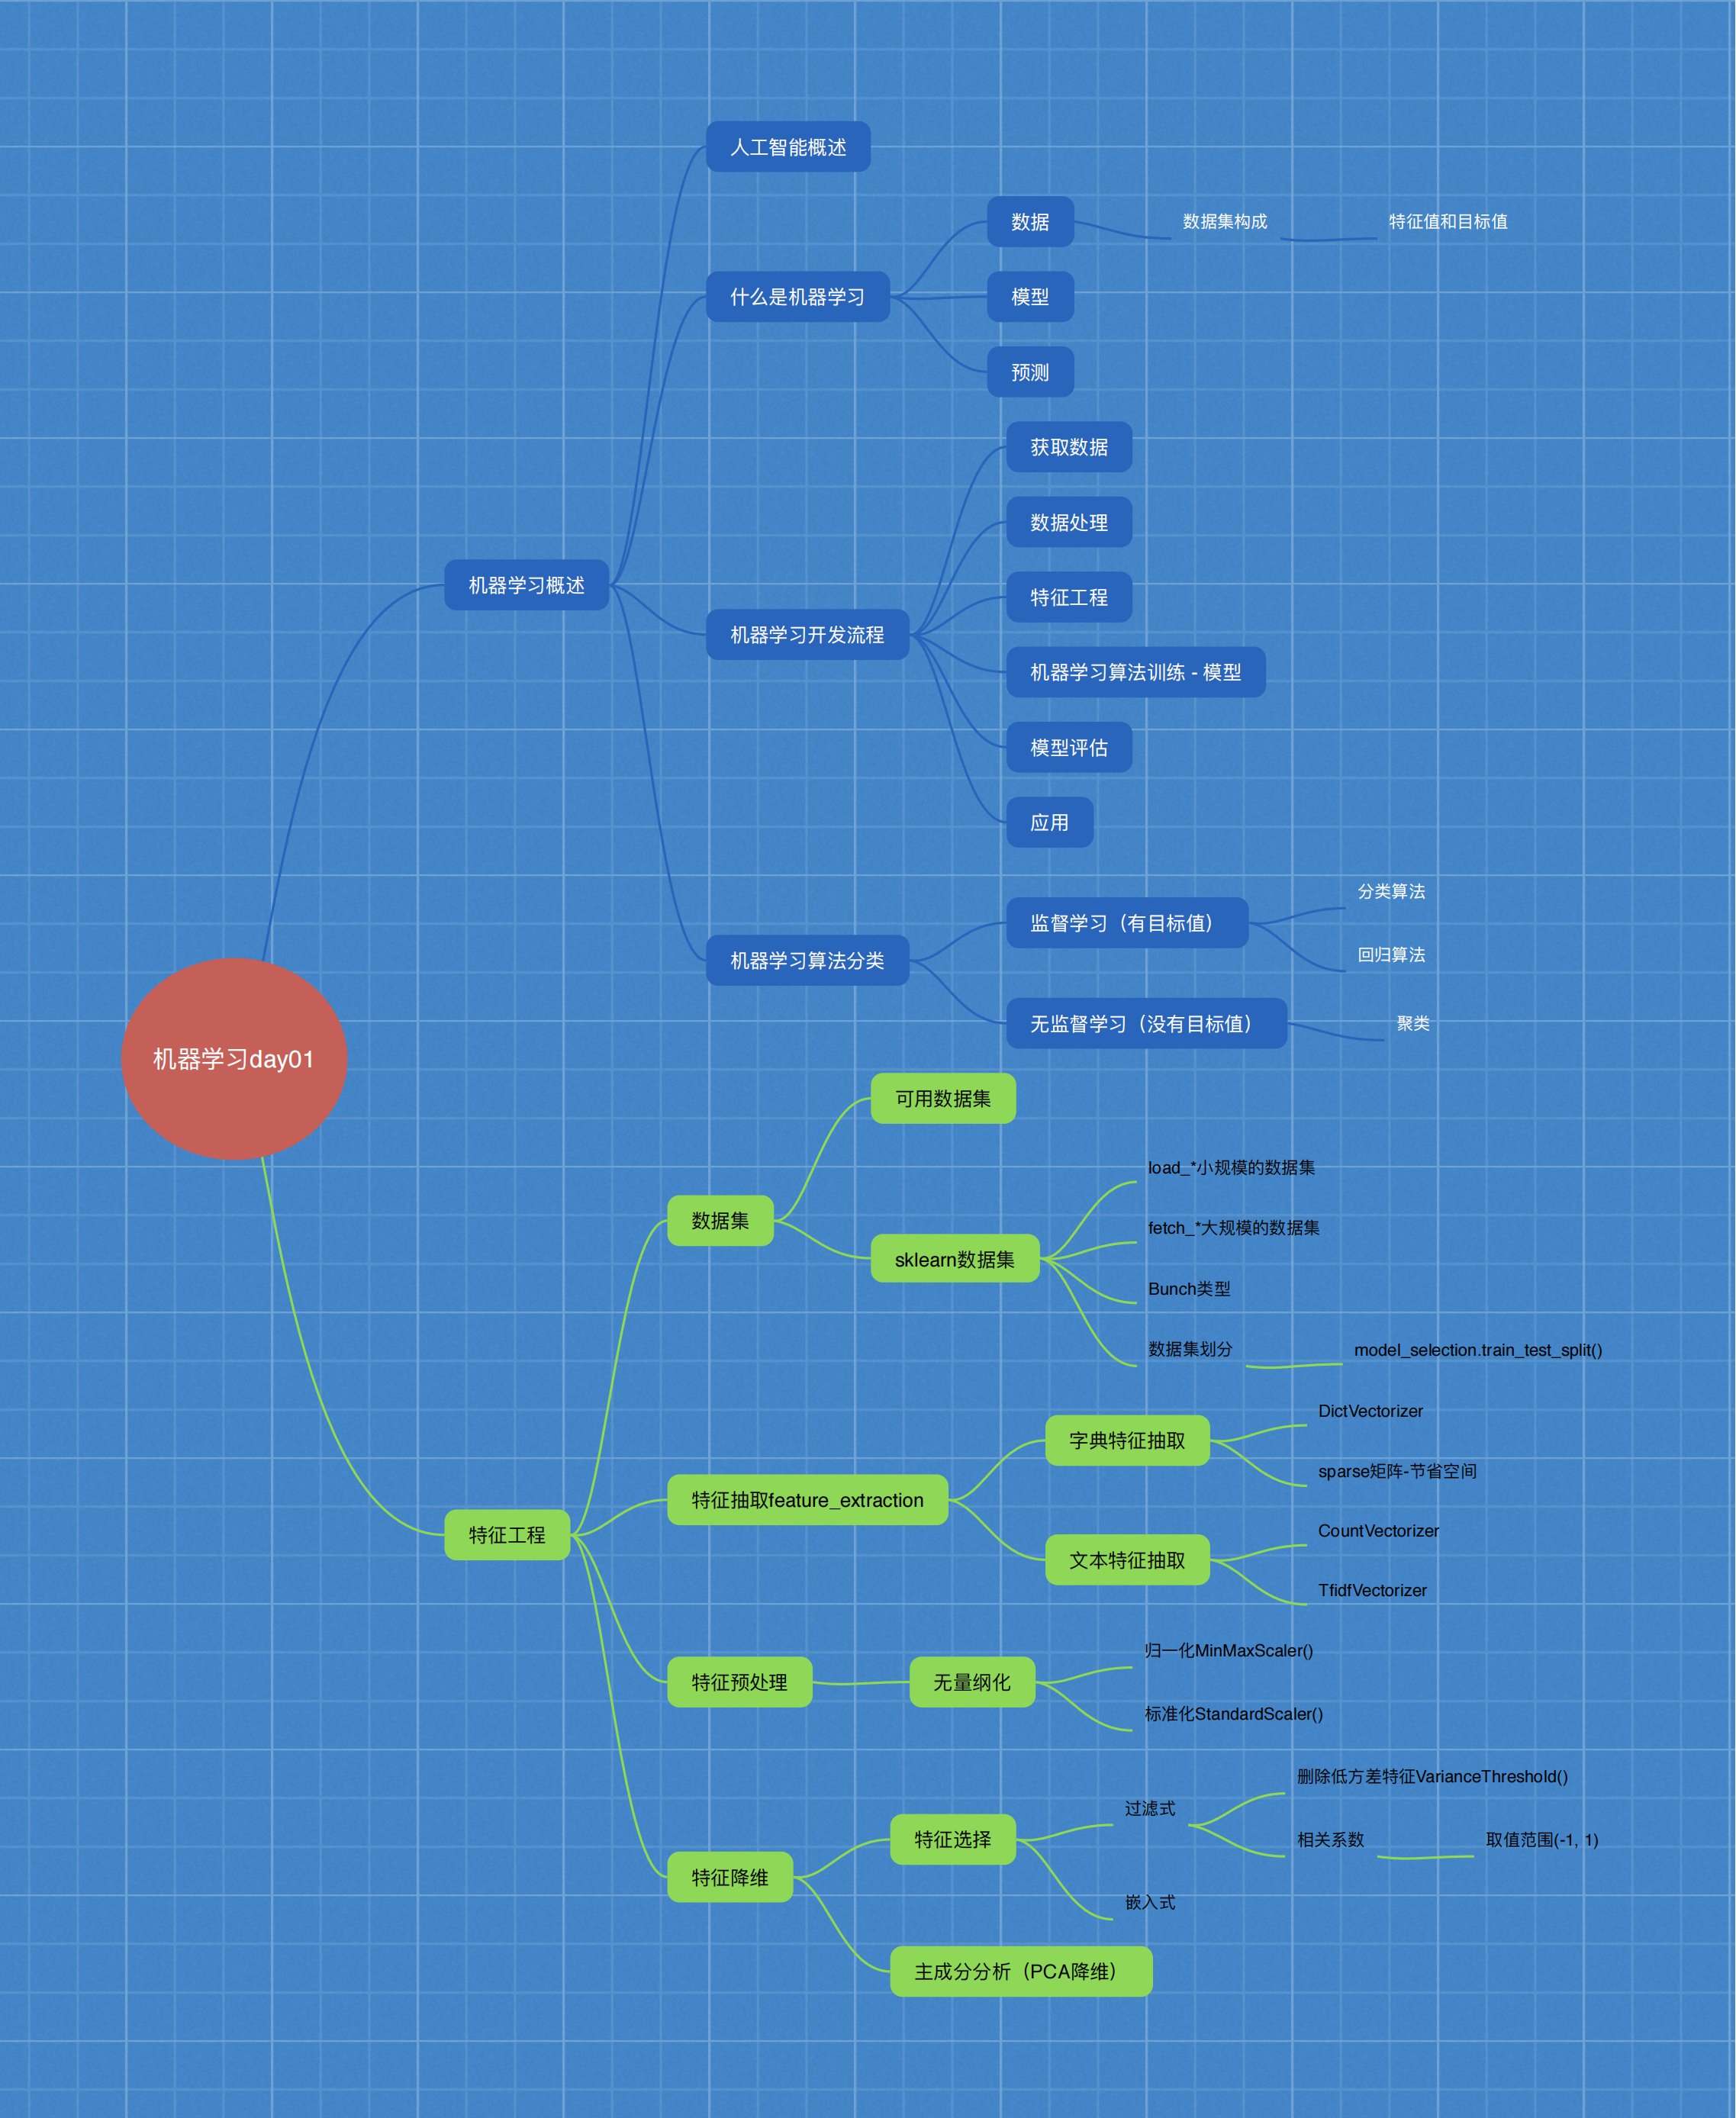 机器学习day01
机器学习概述
人工智能概述
什么是机器学习
数据
数据集构成
特征值和目标值
模型
预测
机器学习开发流程
获取数据
数据处理
特征工程
机器学习算法训练 - 模型
模型评估
应用
机器学习算法分类
监督学习（有目标值）
分类算法
回归算法
无监督学习（没有目标值）
聚类
特征工程
数据集
可用数据集
sklearn数据集
load_*小规模的数据集
fetch_*大规模的数据集
Bunch类型
数据集划分
model_selection.train_test_split()
特征抽取feature_extraction
字典特征抽取
DictVectorizer
sparse矩阵-节省空间
文本特征抽取
CountVectorizer
TfidfVectorizer
特征预处理
无量纲化
归一化MinMaxScaler()
标准化StandardScaler()
特征降维
特征选择
过滤式
删除低方差特征VarianceThreshold()
相关系数
取值范围(-1, 1)
嵌入式
主成分分析（PCA降维）